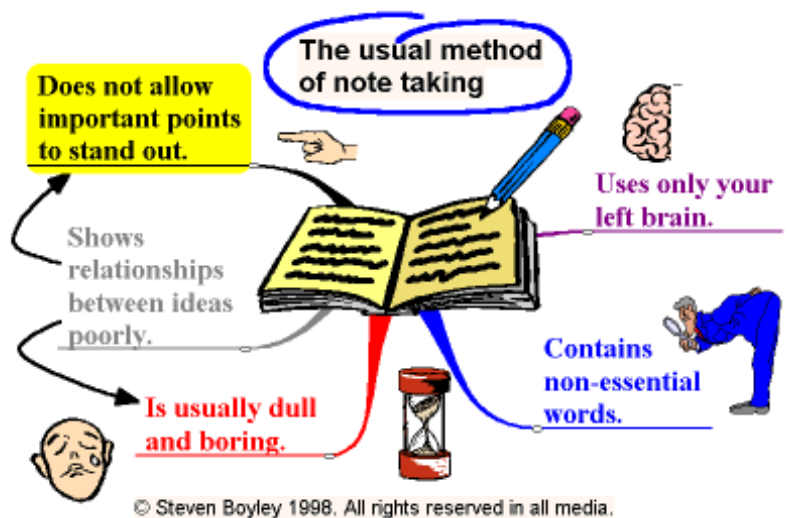 The usual method
of note taking
Does not allow
important points
to stand out.
Uses only your
left brain.
Shows
relationships
between ideas
poorly.
Contains
non-essential
words.
Is usually dull
and boring.
© Steven Boyley 1998. All rights reserved in all media.